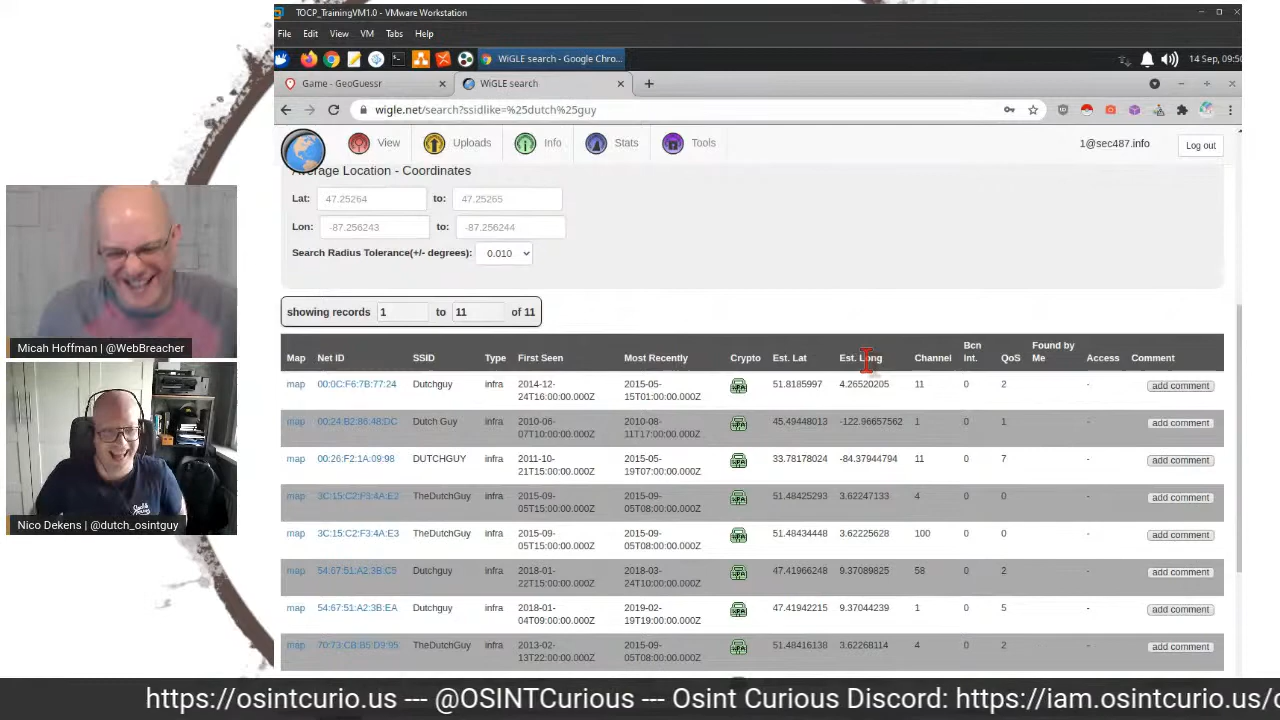 TOCP_TrainingVM1.0 - VMware Workstation
File Edit View VM Tabs Help
WiGLE search - Google Chro...
14 Sep, 09:50
Game - GeoGuessr
WiGLE search
wigle.net/search?ssidlike=%25dutch%25guy
View Uploads Info Stats Tools
1@sec487.info
Log out
Average Location - Coordinates
Lat: 47.25264 to: 47.25265
Lon: -87.256243 to: -87.256244
Search Radius Tolerance(+/- degrees): 0.010
showing records 1 to 11 of 11
Map Net ID SSID Type First Seen Most Recently Crypto Est. Lat Est. Long Channel Bcn Int. QoS Found by Me Access Comment
map 00:0C:F6:7B:77:24 Dutchguy infra 2014-12-24T16:00:00.000Z 2015-05-15T01:00:00.000Z 51.8185997 4.26520205 11 0 2 - add comment
map 00:24:B2:86:48:DC Dutch Guy infra 2010-06-07T10:00:00.000Z 2010-08-11T17:00:00.000Z 45.49448013 -122.96657562 1 0 1 - add comment
map 00:26:F2:1A:09:98 DUTCHGUY infra 2011-10-21T15:00:00.000Z 2015-05-19T07:00:00.000Z 33.78178024 -84.37944794 11 0 7 - add comment
map 3C:15:C2:F3:4A:E2 TheDutchGuy infra 2015-09-05T15:00:00.000Z 2015-09-05T08:00:00.000Z 51.48425293 3.62247133 4 0 0 - add comment
map 3C:15:C2:F3:4A:E3 TheDutchGuy infra 2015-09-05T15:00:00.000Z 2015-09-05T08:00:00.000Z 51.48434448 3.62225628 100 0 0 - add comment
map 54:67:51:A2:3B:C5 Dutchguy infra 2018-01-22T15:00:00.000Z 2018-03-24T10:00:00.000Z 47.41966248 9.37089825 58 0 2 - add comment
map 54:67:51:A2:3B:EA Dutchguy infra 2018-01-04T09:00:00.000Z 2019-02-19T19:00:00.000Z 47.41942215 9.37044239 1 0 5 - add comment
map 70:73:CB:B5:D9:95 TheDutchGuy infra 2013-02-13T22:00:00.000Z 2015-09-05T08:00:00.000Z 51.48416138 3.62268114 4 0 2 - add comment
Micah Hoffman | @WebBreacher
Nico Dekens | @dutch_osintguy
https://osintcurio.us --- @OSINTCurious --- Osint Curious Discord: https://iam.osintcurio.us/